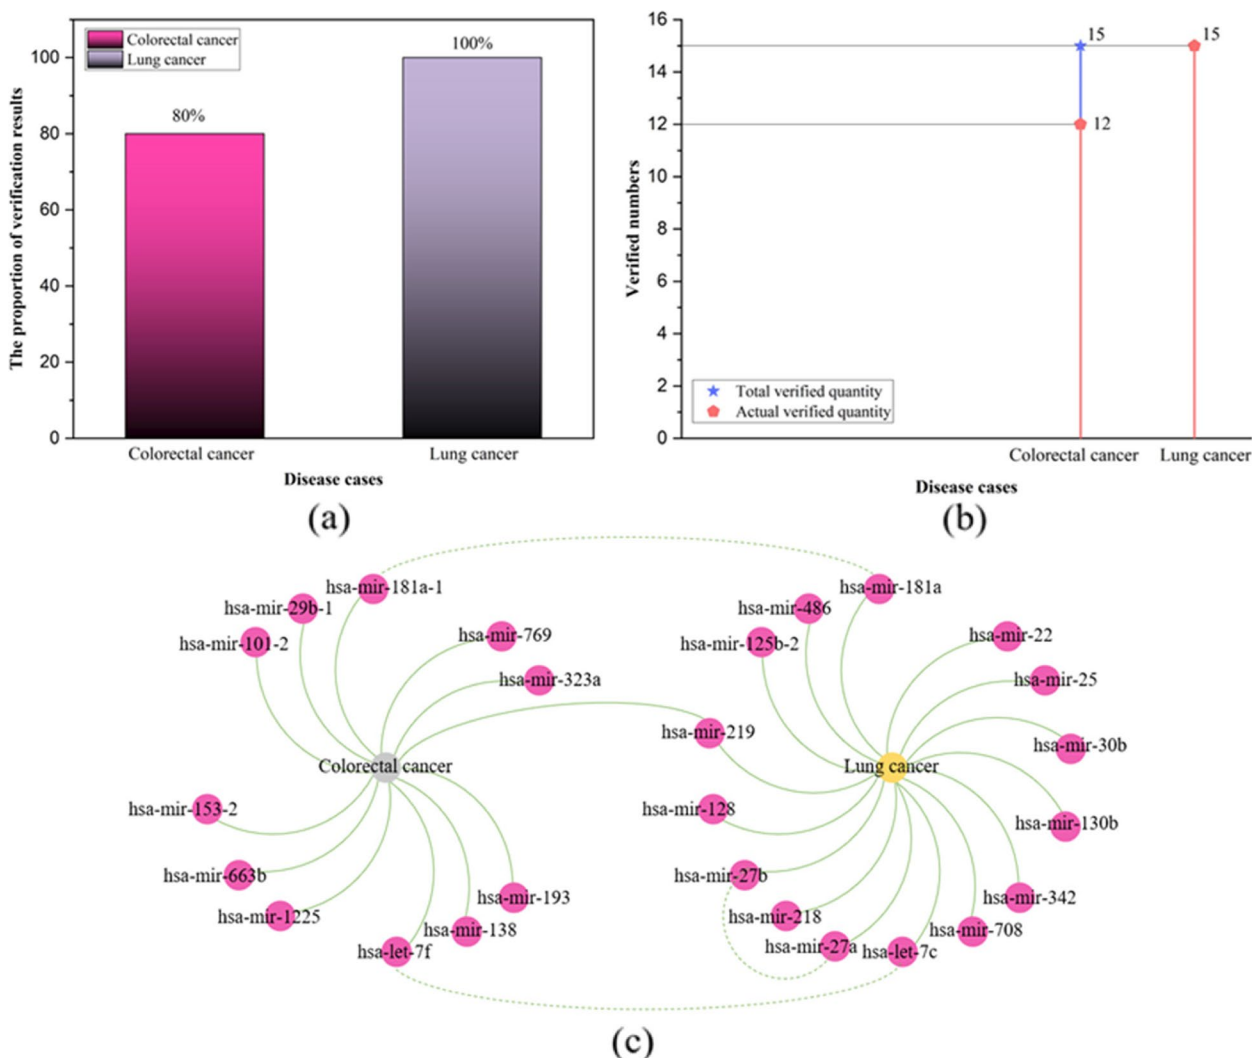 Colorectal cancer
Lung cancer
100%
80%
The proportion of verification results
100
80
60
40
20
0
Colorectal cancer
Lung cancer
Disease cases
(a)
16
14
12
10
8
6
4
2
0
Verified numbers
15
15
12
Total verified quantity
Actual verified quantity
Colorectal cancer
Lung cancer
Disease cases
(b)
hsa-mir-181a-1
hsa-mir-29b-1
hsa-mir-101-2
hsa-mir-769
hsa-mir-323a
Colorectal cancer
hsa-mir-153-2
hsa-mir-663b
hsa-mir-1225
hsa-let-7f
hsa-mir-138
hsa-mir-193
hsa-mir-219
hsa-mir-181a
hsa-mir-486
hsa-mir-125b-2
hsa-mir-22
hsa-mir-25
hsa-mir-30b
Lung cancer
hsa-mir-130b
hsa-mir-128
hsa-mir-27b
hsa-mir-218
hsa-mir-27a
hsa-let-7c
hsa-mir-708
hsa-mir-342
(c)